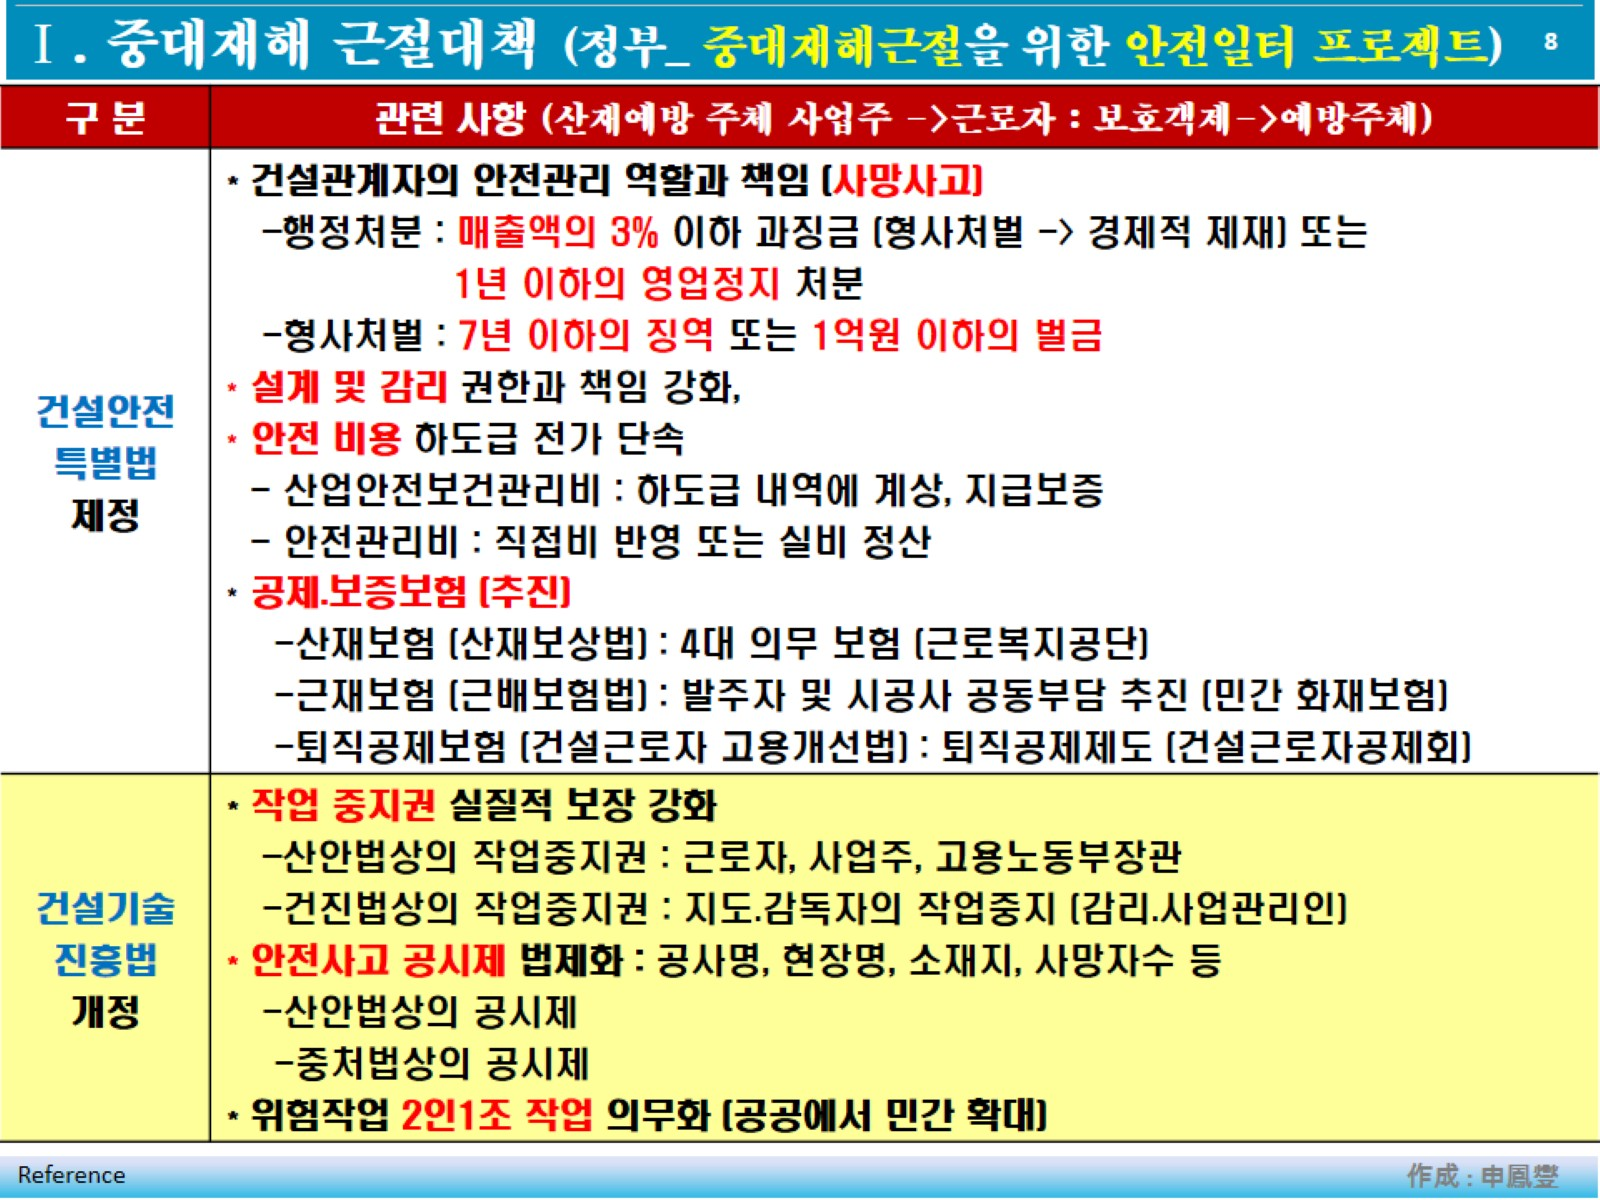 Ⅰ. 중대재해 근절대책 (정부_ 중대재해근절을 위한 안전일터 프로젝트) 8
구 분
관련 사항 (산재예방 주체 사업주 ->근로자 : 보호객체->예방주체)
건설안전
특별법
제정
* 건설관계자의 안전관리 역할과 책임 (사망사고)
-행정처분 : 매출액의 3% 이하 과징금 (형사처벌 -> 경제적 제재) 또는
1년 이하의 영업정지 처분
-형사처벌 : 7년 이하의 징역 또는 1억원 이하의 벌금
* 설계 및 감리 권한과 책임 강화,
* 안전 비용 하도급 전가 단속
- 산업안전보건관리비 : 하도급 내역에 계상, 지급보증
- 안전관리비 : 직접비 반영 또는 실비 정산
* 공제.보증보험 (추진)
-산재보험 (산재보상법) : 4대 의무 보험 (근로복지공단)
-근재보험 (근배보험법) : 발주자 및 시공사 공동부담 추진 (민간 화재보험)
-퇴직공제보험 (건설근로자 고용개선법) : 퇴직공제제도 (건설근로자공제회)
건설기술
진흥법
개정
* 작업 중지권 실질적 보장 강화
-산안법상의 작업중지권 : 근로자, 사업주, 고용노동부장관
-건진법상의 작업중지권 : 지도.감독자의 작업중지 (감리.사업관리인)
* 안전사고 공시제 법제화 : 공사명, 현장명, 소재지, 사망자수 등
-산안법상의 공시제
-중처법상의 공시제
* 위험작업 2인1조 작업 의무화 (공공에서 민간 확대)
Reference
作成 : 申鳳燮